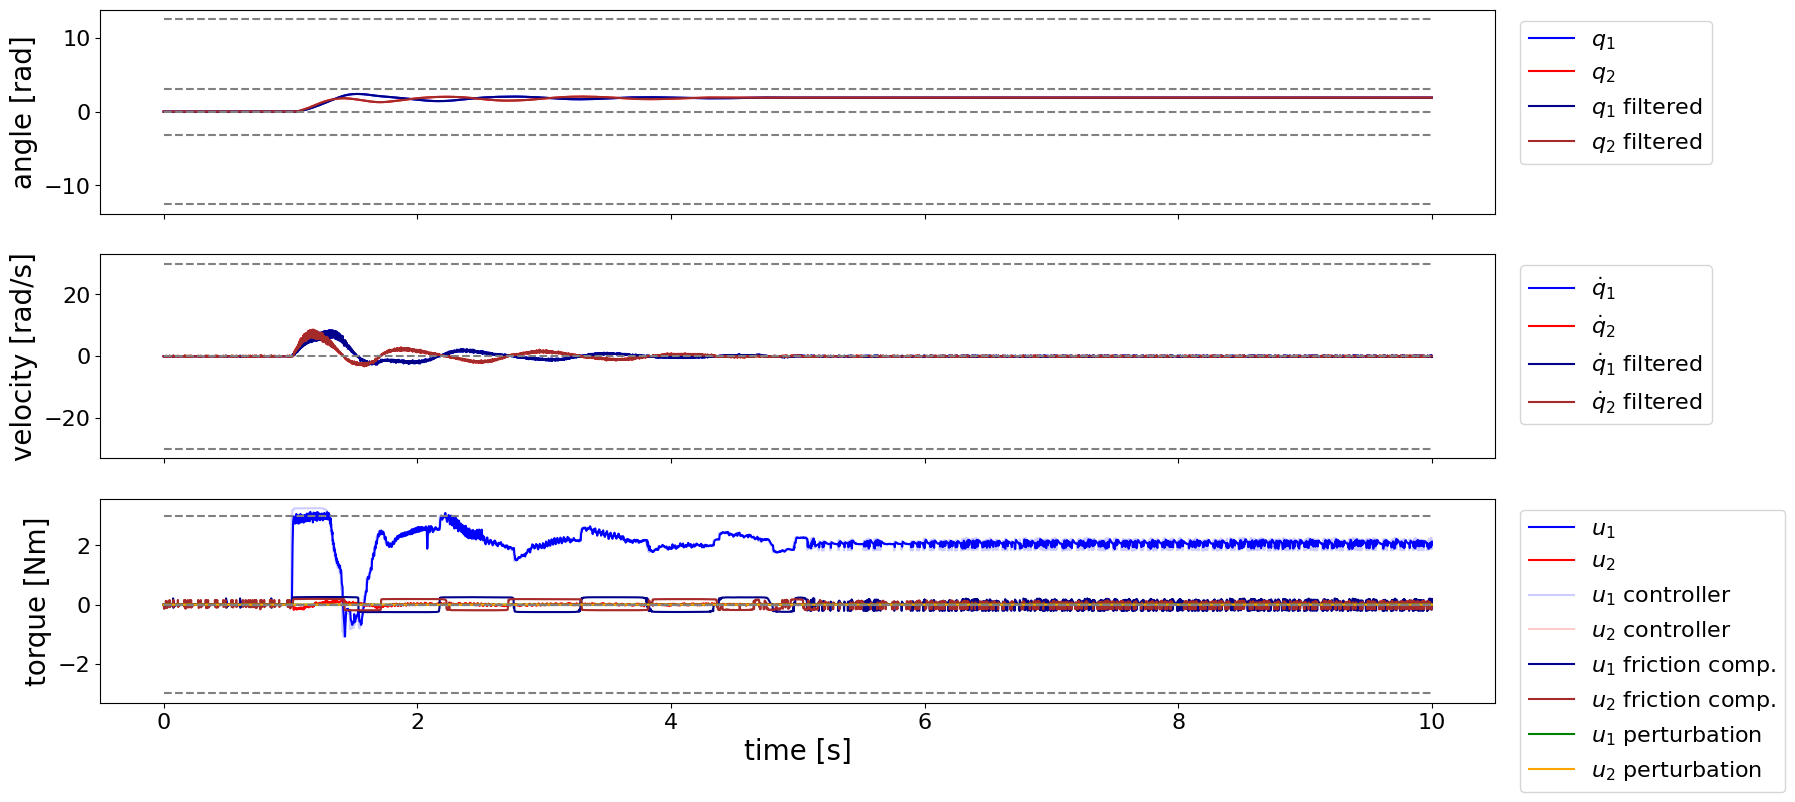 angle [rad]
10
0
−10
q₁
q₂
q₁ filtered
q₂ filtered
velocity [rad/s]
20
0
−20
q̇₁
q̇₂
q̇₁ filtered
q̇₂ filtered
torque [Nm]
2
0
−2
0 2 4 6 8 10
time [s]
u₁
u₂
u₁ controller
u₂ controller
u₁ friction comp.
u₂ friction comp.
u₁ perturbation
u₂ perturbation